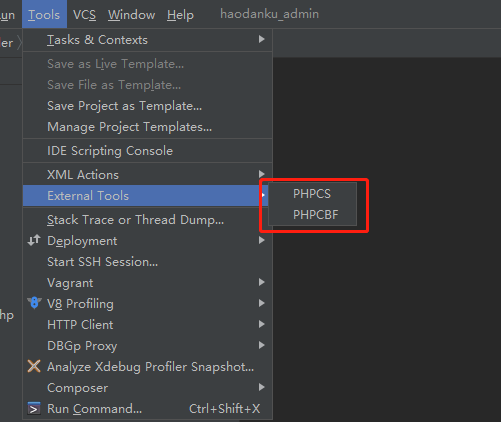 un Tools VCS Window Help haodanku_admin
ler
Tasks & Contexts
Save as Live Template...
Save File as Template...
Save Project as Template...
Manage Project Templates...
IDE Scripting Console
XML Actions
External Tools
PHPCS
PHPCBF
Stack Trace or Thread Dump...
Deployment
Start SSH Session...
Vagrant
V8 Profiling
HTTP Client
hp
DBGp Proxy
Analyze Xdebug Profiler Snapshot...
Composer
Run Command... Ctrl+Shift+X